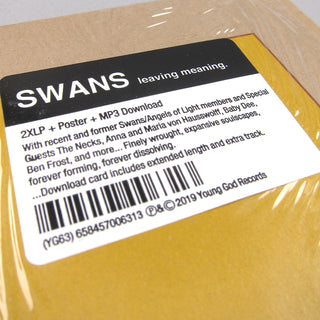 SWANS leaving meaning.
2XLP + Poster + MP3 Download
With recent and former Swans/Angels of Light members and Special
Guests The Necks, Anna and Maria von Hausswolff, Baby Dee,
Ben Frost, and more... Finely wrought, expansive soulscapes,
forever forming, forever dissolving.
...Download card includes extended length and extra track.
(YG63) 658457006313 ℗&© 2019 Young God Records